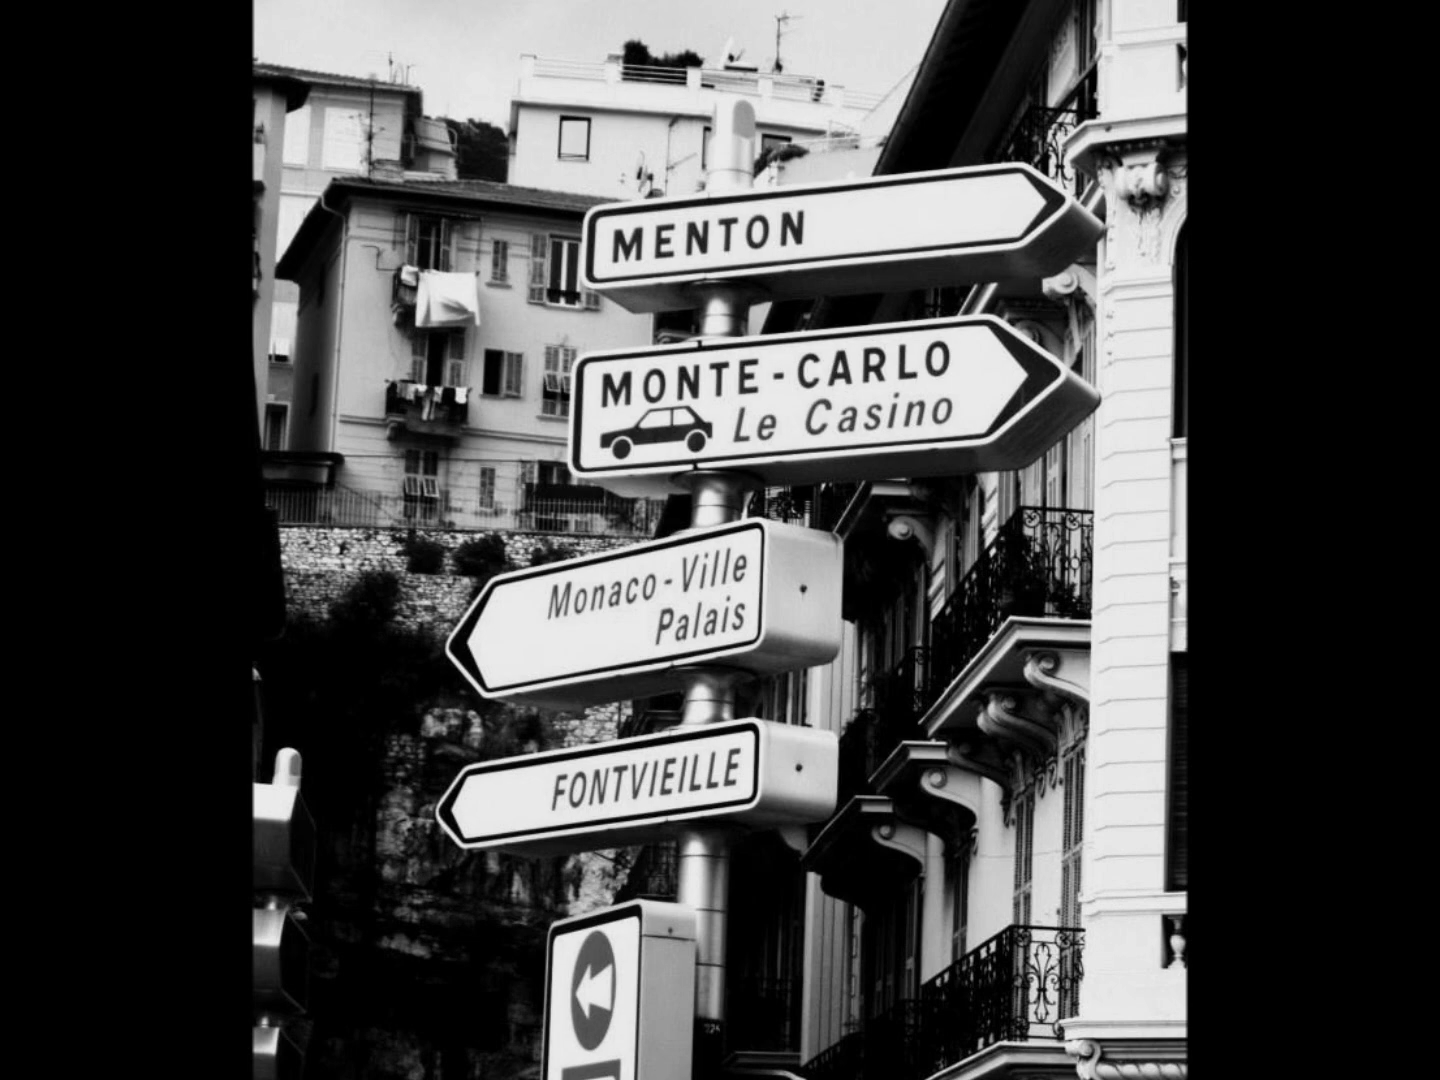 MENTON
MONTE-CARLO
Le Casino
Monaco-Ville
Palais
FONTVIEILLE